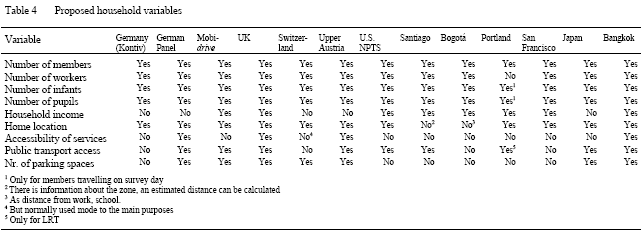 Table 4 Proposed household variables
Variable Germany (Kontiv) German Panel Mobi-drive UK Switzer-land Upper Austria U.S. NPTS Santiago Bogotá Portland San Francisco Japan Bangkok
Number of members Yes Yes Yes Yes Yes Yes Yes Yes Yes Yes Yes Yes Yes
Number of workers Yes Yes Yes Yes Yes Yes Yes Yes Yes No Yes Yes Yes
Number of infants Yes Yes Yes Yes Yes Yes Yes Yes Yes Yes¹ Yes Yes Yes
Number of pupils Yes Yes Yes Yes Yes Yes Yes Yes Yes Yes¹ Yes Yes Yes
Household income No No Yes Yes No No Yes Yes Yes Yes Yes No Yes
Home location Yes Yes Yes Yes Yes Yes Yes No² No³ Yes Yes Yes Yes
Accessibility of services No Yes No Yes No⁴ Yes No No No No No Yes Yes
Public transport access No Yes Yes Yes No Yes Yes Yes No Yes⁵ No Yes Yes
Nr. of parking spaces No Yes Yes Yes Yes Yes No No No No No Yes Yes
¹ Only for members travelling on survey day
² There is information about the zone, an estimated distance can be calculated
³ As distance from work, school.
⁴ But normally used mode to the main purposes
⁵ Only for LRT